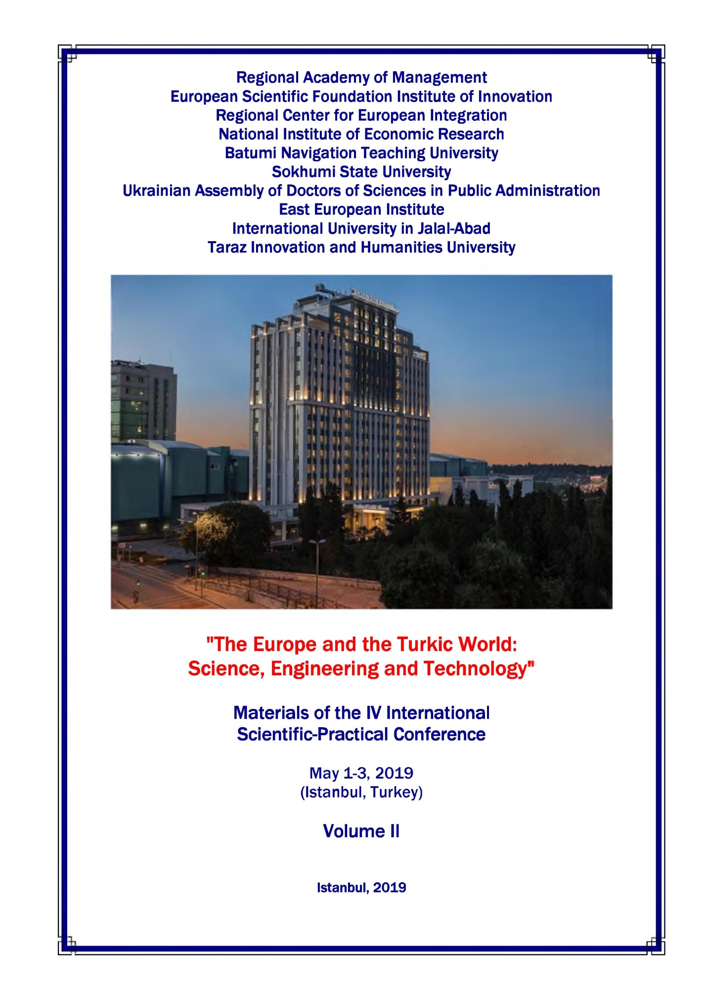 Regional Academy of Management
European Scientific Foundation Institute of Innovation
Regional Center for European Integration
National Institute of Economic Research
Batumi Navigation Teaching University
Sokhumi State University
Ukrainian Assembly of Doctors of Sciences in Public Administration
East European Institute
International University in Jalal-Abad
Taraz Innovation and Humanities University
"The Europe and the Turkic World:
Science, Engineering and Technology"
Materials of the IV International
Scientific-Practical Conference
May 1-3, 2019
(Istanbul, Turkey)
Volume II
Istanbul, 2019